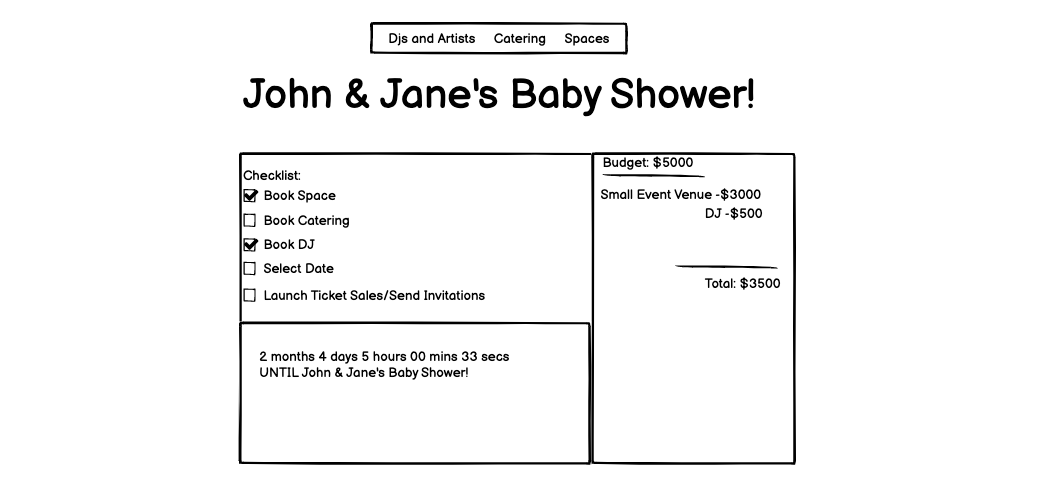 Djs and Artists Catering Spaces
John & Jane's Baby Shower!
Checklist:
Book Space
Book Catering
Book DJ
Select Date
Launch Ticket Sales/Send Invitations
2 months 4 days 5 hours 00 mins 33 secs
UNTIL John & Jane's Baby Shower!
Budget: $5000
Small Event Venue -$3000
DJ -$500
Total: $3500